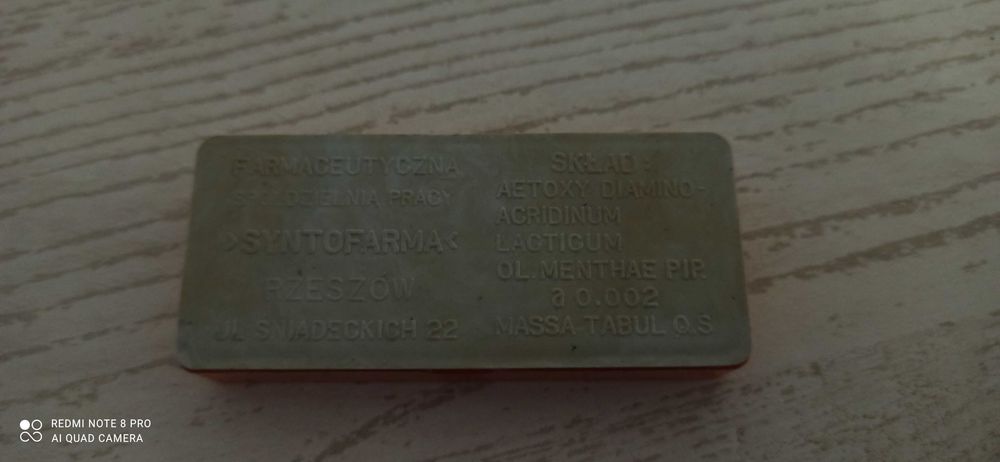 FARMACEUTYCZNA
SPÓŁDZIELNIA PRACY
>SYNTOFARMA<
RZESZÓW
UL. ŚNIADECKICH 22
SKŁAD:
AETOXY DIAMINO-
ACRIDINUM
LACTICUM
OL. MENTHAE PIP.
a 0.002
MASSA TABUL Q.S
REDMI NOTE 8 PRO
AI QUAD CAMERA